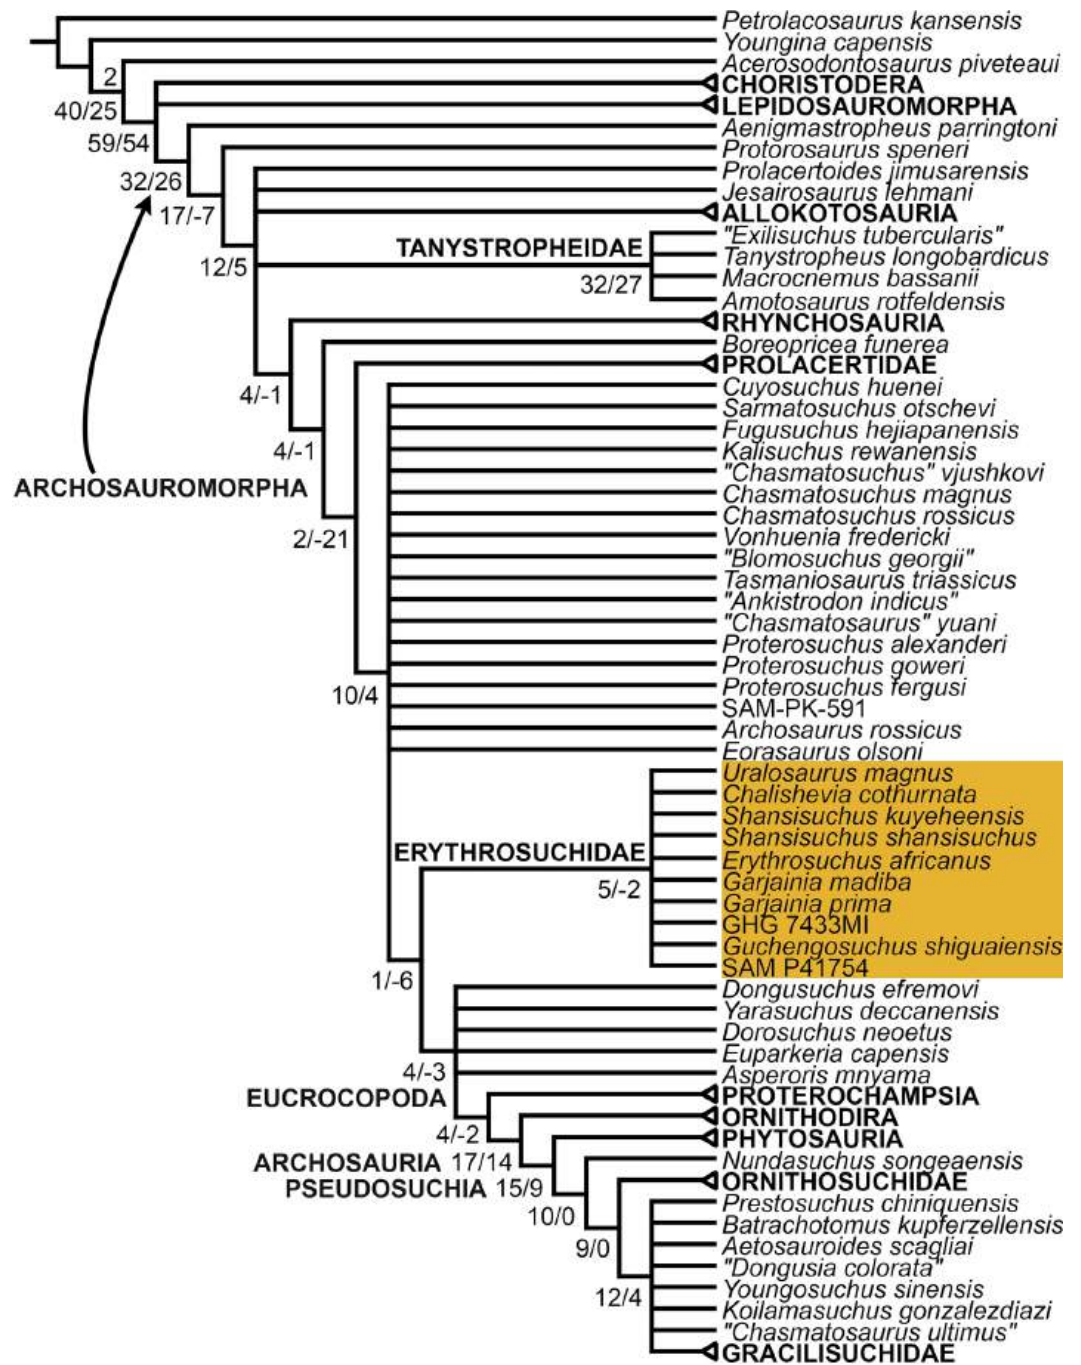 Petrolacosaurus kansensis
Youngina capensis
Acerosodontosaurus piveteaui
2
CHORISTODERA
40/25
LEPIDOSAUROMORPHA
Aenigmastropheus parringtoni
59/54
Protorosaurus speneri
Prolacertoides jimusarensis
32/26
Jesairosaurus lehmani
17/-7
ALLOKOTOSAURIA
"Exilisuchus tubercularis"
TANYSTROPHEIDAE
Tanystropheus longobardicus
12/5
Macrocnemus bassanii
32/27
Amotosaurus rotfeldensis
RHYNCHOSAURIA
Boreopricea funerea
PROLACERTIDAE
Cuyosuchus huenei
4/-1
Sarmatosuchus otschevi
Fugusuchus hejiapanensis
4/-1
Kalisuchus rewanensis
"Chasmatosuchus" vjushkovi
ARCHOSAUROMORPHA
Chasmatosuchus magnus
Chasmatosuchus rossicus
2/-21
Vonhuenia fredericki
"Blomosuchus georgii"
Tasmaniosaurus triassicus
"Ankistrodon indicus"
"Chasmatosaurus" yuani
Proterosuchus alexanderi
Proterosuchus goweri
Proterosuchus fergusi
10/4
SAM-PK-591
Archosaurus rossicus
Eorasaurus olsoni
Uralosaurus magnus
Chalishevia cothurnata
Shansisuchus kuyeheensis
Shansisuchus shansisuchus
ERYTHROSUCHIDAE
Erythrosuchus africanus
Garjainia madiba
5/-2
Garjainia prima
GHG 7433MI
Guchengosuchus shiguaiensis
SAM P41754
1/-6
Dongusuchus efremovi
Yarasuchus deccanensis
Dorosuchus neoetus
Euparkeria capensis
4/-3
Asperoris mnyama
EUCROCOPODA
PROTEROCHAMPSIA
ORNITHODIRA
4/-2
PHYTOSAURIA
ARCHOSAURIA 17/14
Nundasuchus songeaensis
PSEUDOSUCHIA 15/9
ORNITHOSUCHIDAE
Prestosuchus chiniquensis
10/0
Batrachotomus kupferzellensis
Aetosauroides scagliai
9/0
"Dongusia colorata"
Youngosuchus sinensis
12/4
Koilamasuchus gonzalezdiazi
"Chasmatosaurus ultimus"
GRACILISUCHIDAE